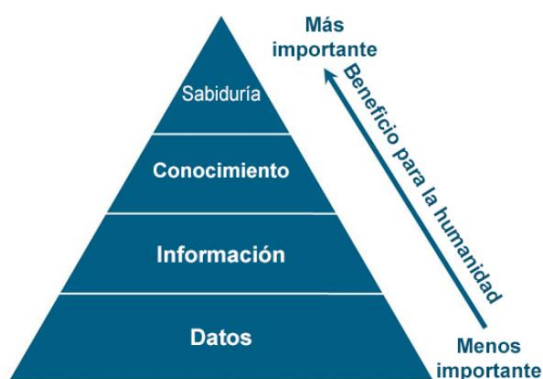 Más
importante
Sabiduría
Beneficio para la humanidad
Conocimiento
Información
Datos
Menos
importante